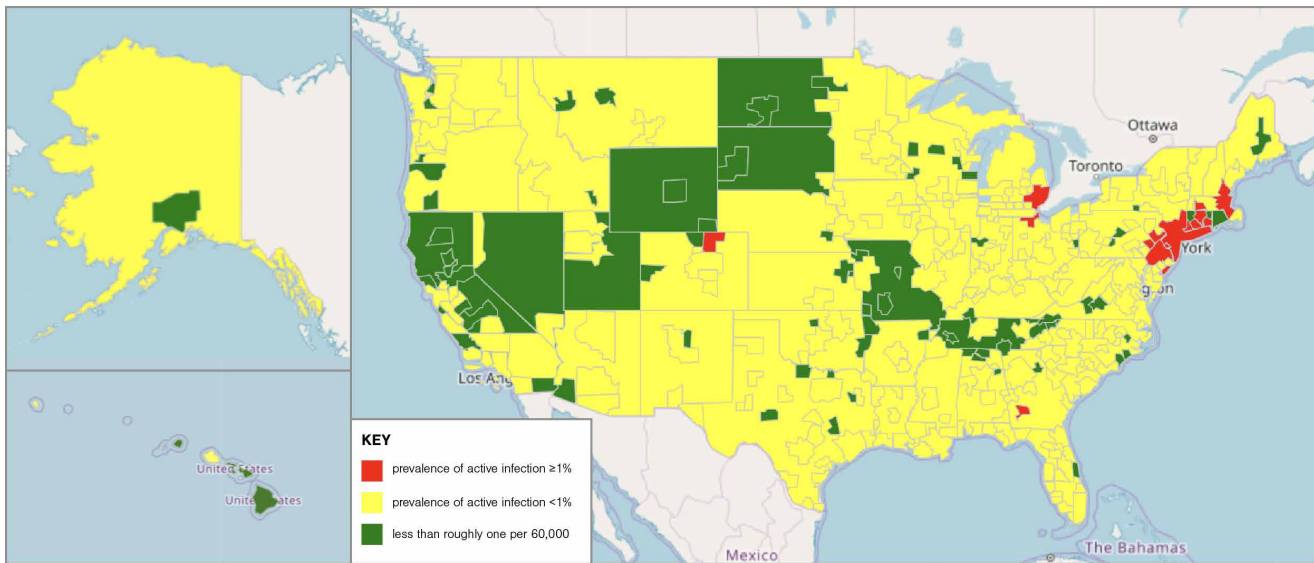 Ottawa
Toronto
York
gton
Los Ang
United States
United States
KEY
prevalence of active infection ≥1%
prevalence of active infection <1%
less than roughly one per 60,000
Mexico
The Bahamas